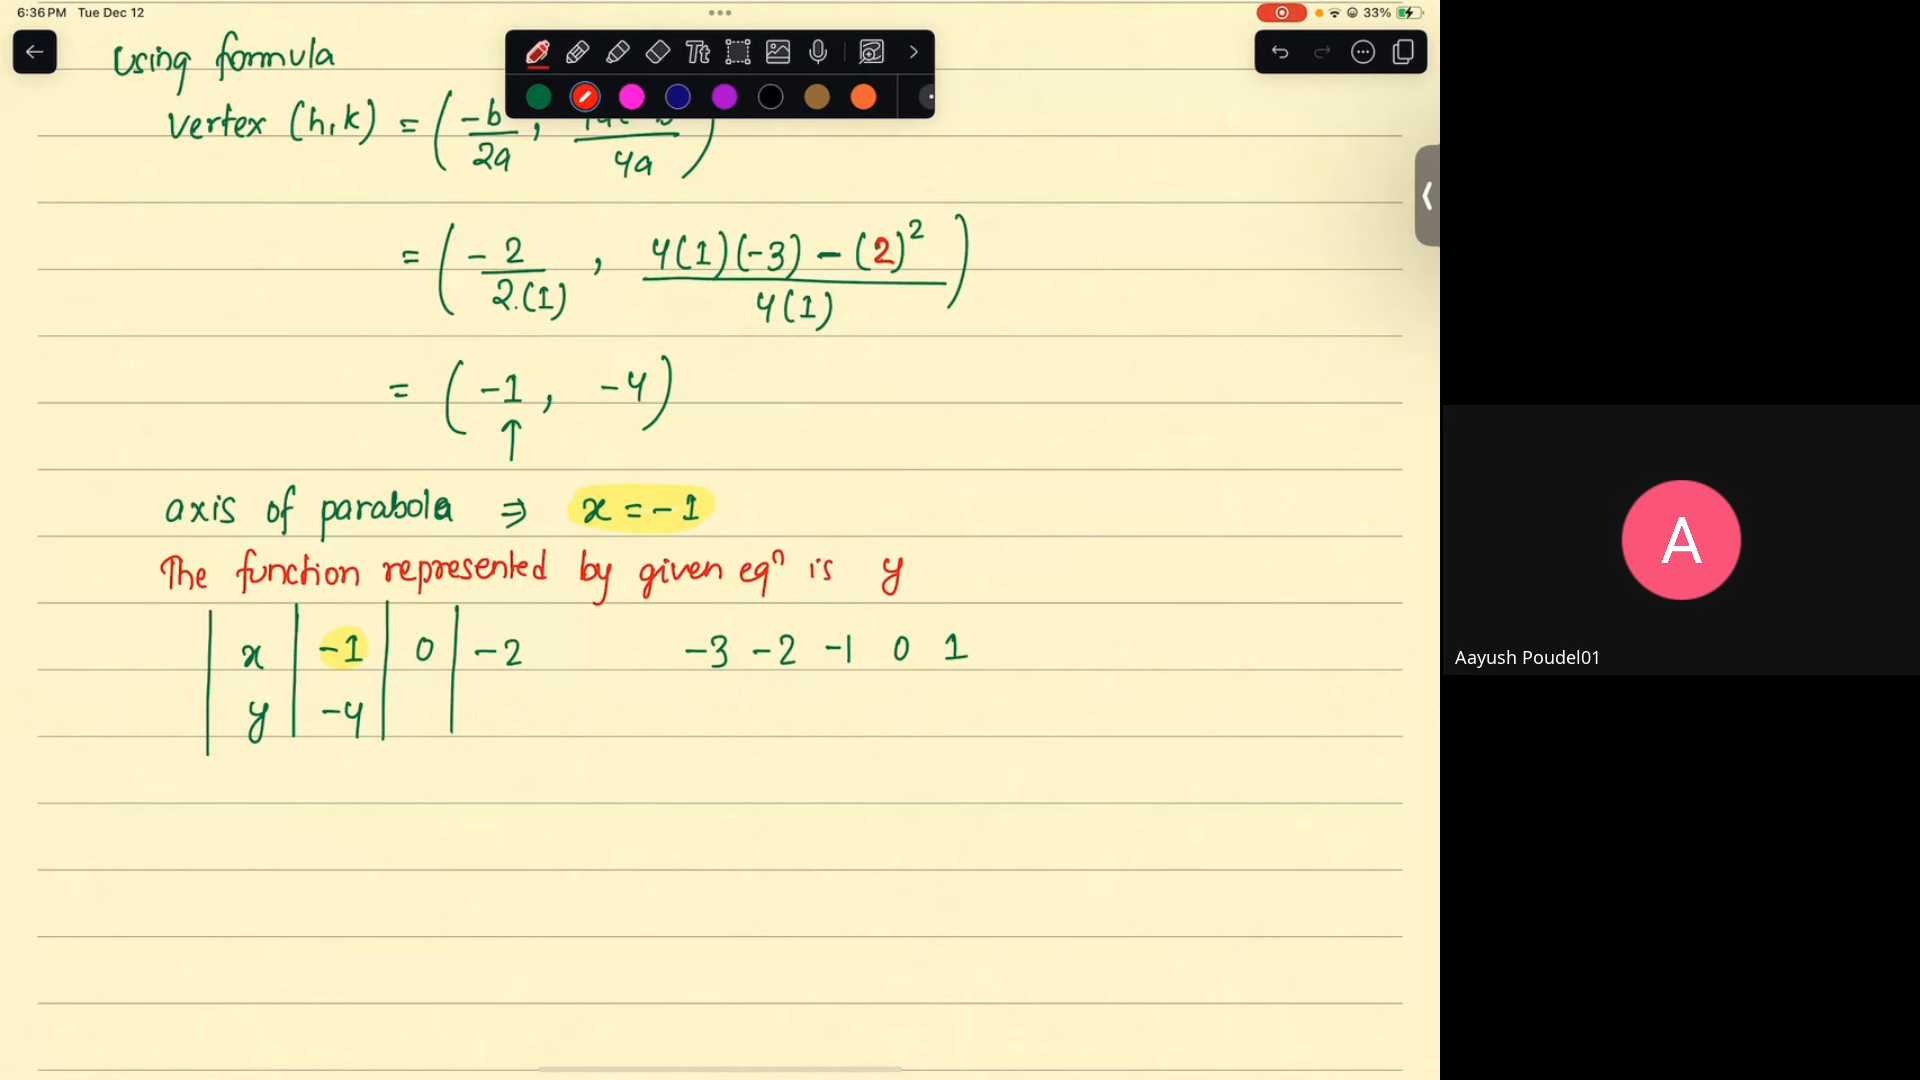 6:36 PM Tue Dec 12
33%
Using formula
Vertex (h,k) = (-b/2a, /4a)
= (-2/2.(1), 4(1)(-3) - (2)²/4(1))
= (-1, -4)
↑
axis of parabola ⇒ x = -1
The function represented by given eqⁿ is y
x | -1 | 0 | -2 -3 -2 -1 0 1
y | -4 |
Tt
A
Aayush Poudel01